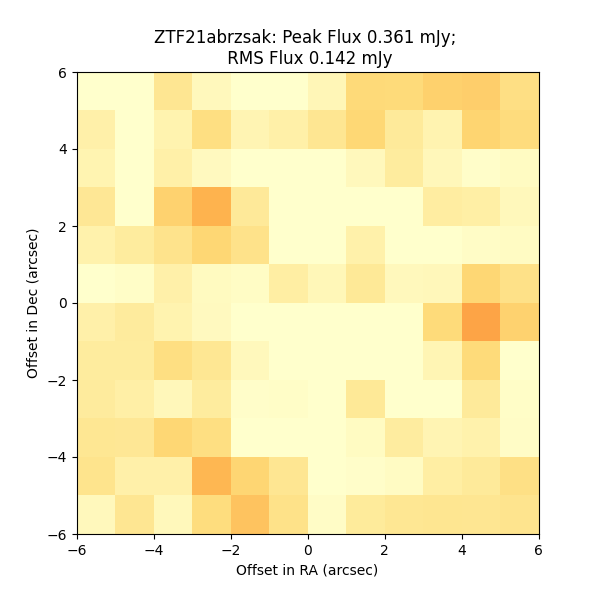 ZTF21abrzsak: Peak Flux 0.361 mJy;
RMS Flux 0.142 mJy
6
4
2
0
−2
−4
−6
Offset in Dec (arcsec)
−6 −4 −2 0 2 4 6
Offset in RA (arcsec)